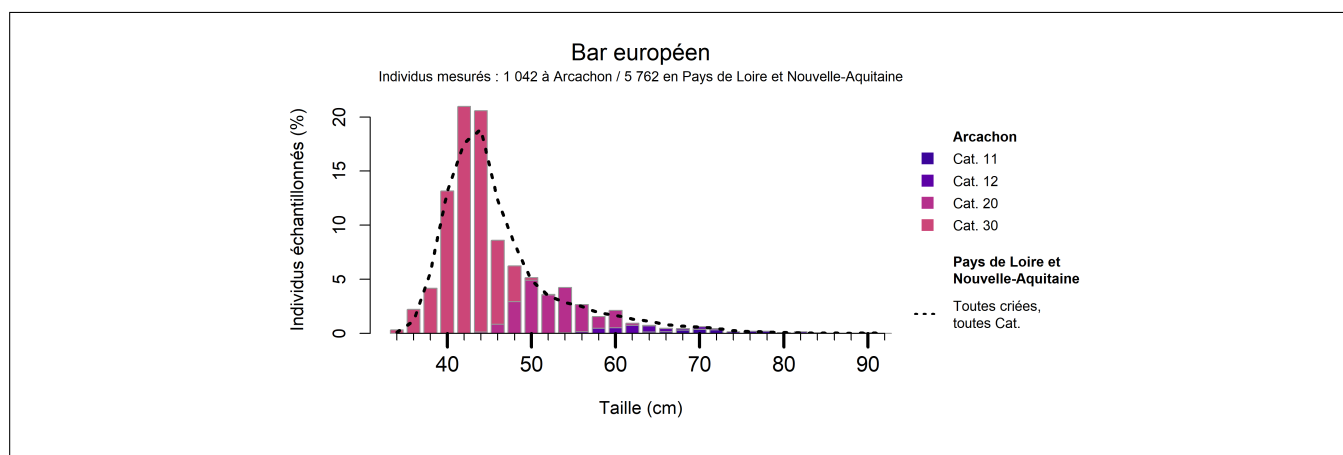 Bar européen
Individus mesurés : 1 042 à Arcachon / 5 762 en Pays de Loire et Nouvelle-Aquitaine
Individus échantillonnés (%)
20
15
10
5
0
40 50 60 70 80 90
Taille (cm)
Arcachon
Cat. 11
Cat. 12
Cat. 20
Cat. 30
Pays de Loire et
Nouvelle-Aquitaine
Toutes criées,
toutes Cat.